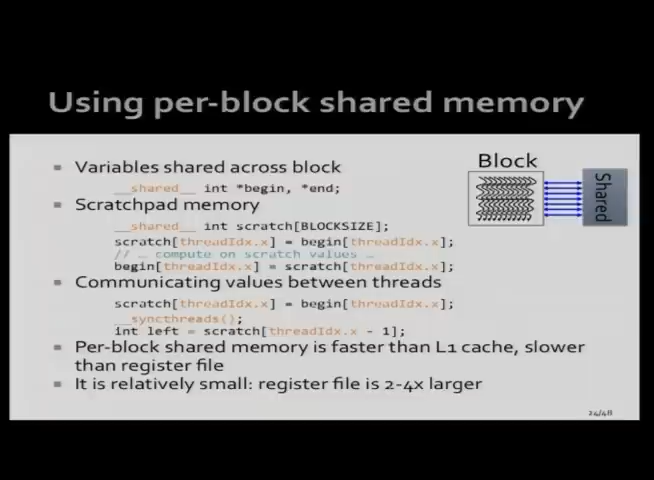 Using per-block shared memory
Variables shared across block
__shared__ int *begin, *end;
Scratchpad memory
__shared__ int scratch[BLOCKSIZE];
scratch[threadIdx.x] = begin[threadIdx.x];
// … compute on scratch values …
begin[threadIdx.x] = scratch[threadIdx.x];
Communicating values between threads
scratch[threadIdx.x] = begin[threadIdx.x];
__syncthreads();
int left = scratch[threadIdx.x - 1];
Per-block shared memory is faster than L1 cache, slower
than register file
It is relatively small: register file is 2-4x larger
Block
Shared
24/48